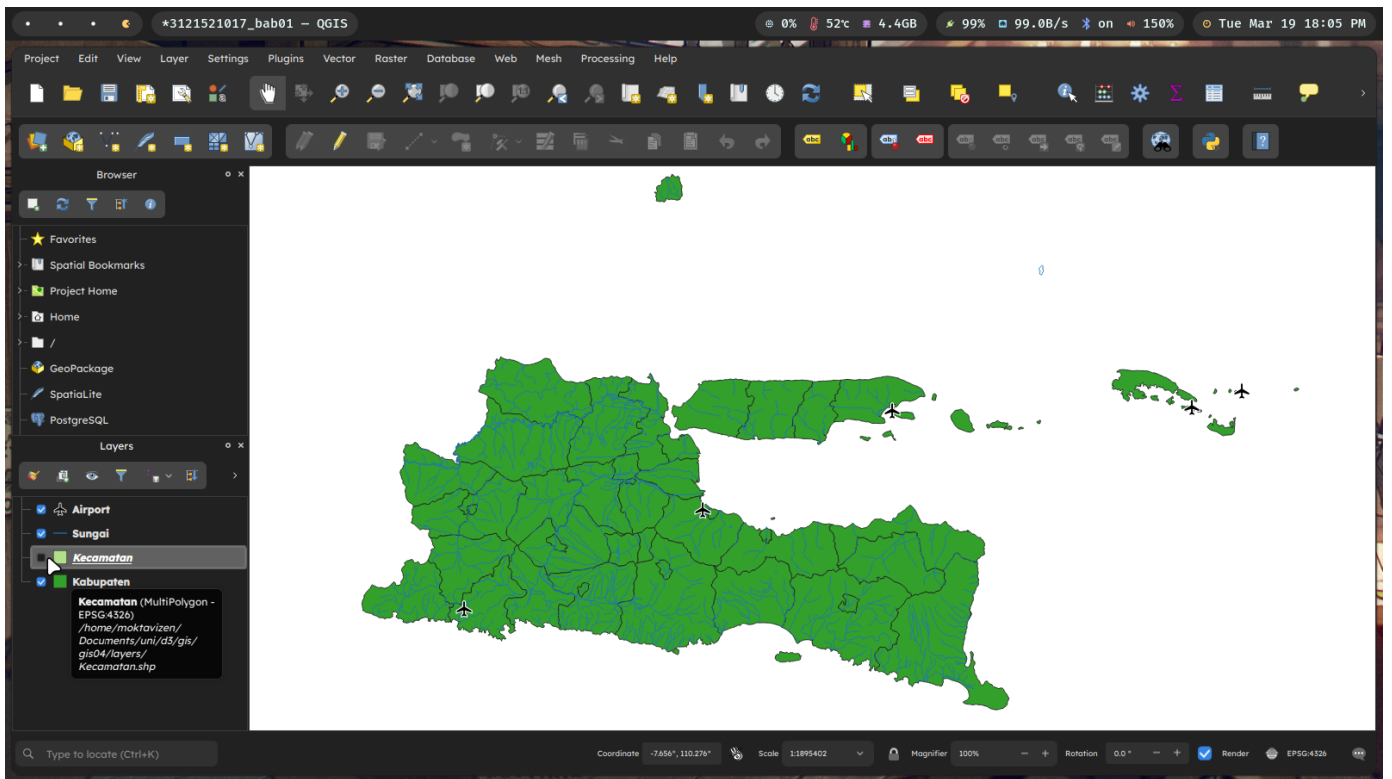 *3121521017_bab01 — QGIS
0%
52℃
4.4GB
99%
99.0B/s
on
150%
Tue Mar 19 18:05 PM
Project Edit View Layer Settings Plugins Vector Raster Database Web Mesh Processing Help
abc
Browser
Favorites
Spatial Bookmarks
Project Home
Home
/
GeoPackage
SpatiaLite
PostgreSQL
Layers
Airport
Sungai
Kecamatan
Kabupaten
Kecamatan (MultiPolygon -
EPSG:4326)
/home/moktavizen/
Documents/uni/d3/gis/
gis04/layers/
Kecamatan.shp
Type to locate (Ctrl+K)
Coordinate -7.656°, 110.276° Scale 1:1895402 Magnifier 100% Rotation 0.0 ° Render EPSG:4326